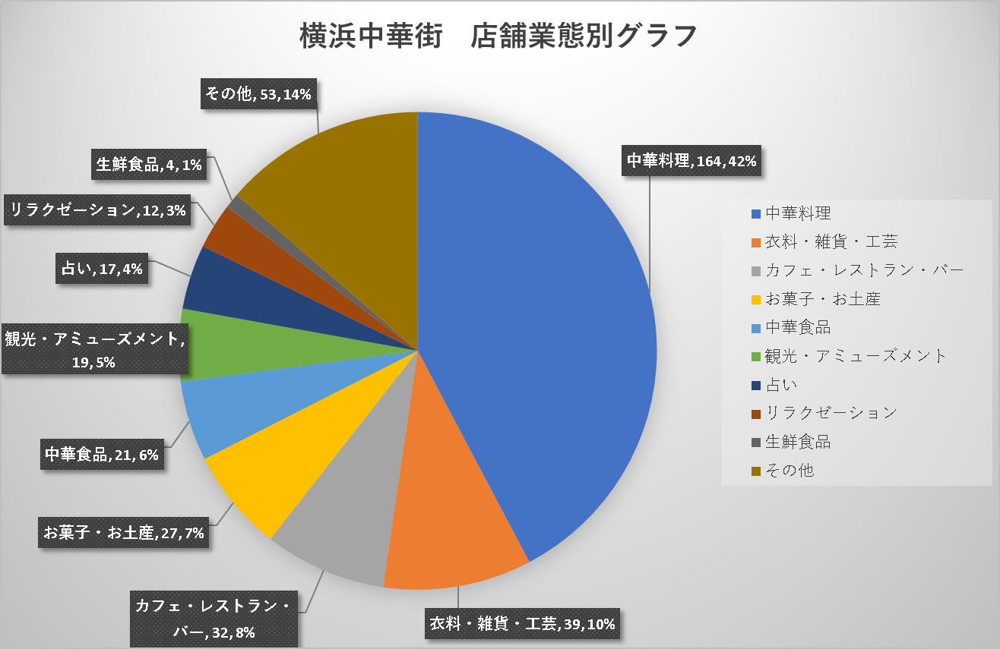 横浜中華街　店舗業態別グラフ
その他, 53, 14%
生鮮食品, 4, 1%
リラクゼーション, 12, 3%
占い, 17, 4%
観光・アミューズメント,
19, 5%
中華食品, 21, 6%
お菓子・お土産, 27, 7%
カフェ・レストラン・
バー, 32, 8%
衣料・雑貨・工芸, 39, 10%
中華料理, 164, 42%
中華料理
衣料・雑貨・工芸
カフェ・レストラン・バー
お菓子・お土産
中華食品
観光・アミューズメント
占い
リラクゼーション
生鮮食品
その他